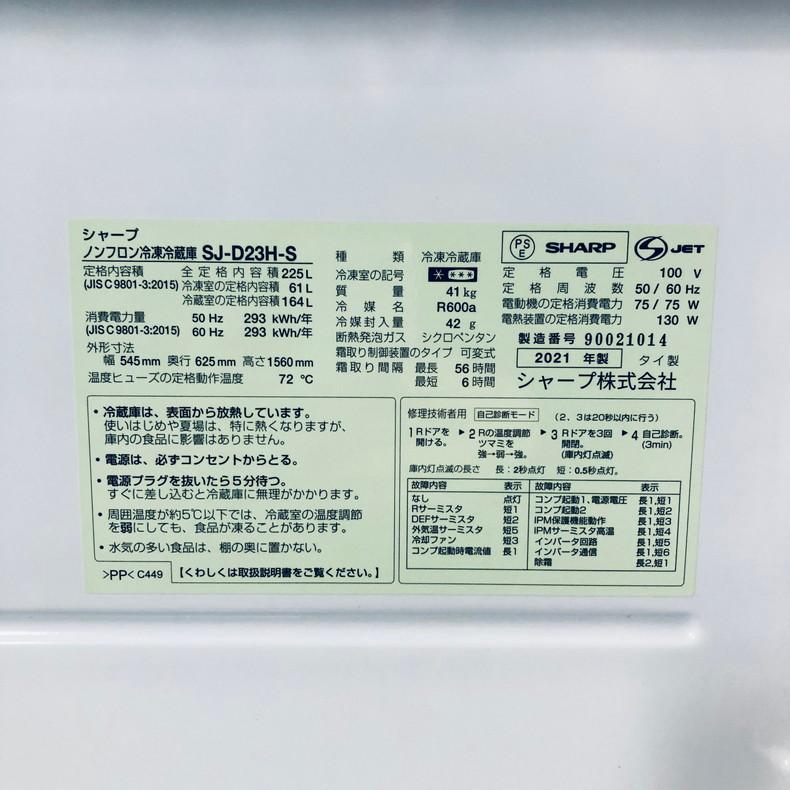 シャープ
ノンフロン冷凍冷蔵庫 SJ-D23H-S
定格内容積 全定格内容積 225L
(JIS C 9801-3:2015) 冷凍室の定格内容積 61L
冷蔵室の定格内容積 164L
消費電力量 50 Hz 293 kWh/年
(JIS C 9801-3:2015) 60 Hz 293 kWh/年
外形寸法
幅 545mm 奥行 625mm 高さ1560mm
温度ヒューズの定格動作温度 72 ℃
種類 冷凍冷蔵庫
冷凍室の記号 * ***
質量 41kg
冷媒名 R600a
冷媒封入量 42g
断熱発泡ガス シクロペンタン
霜取り制御装置のタイプ 可変式
霜取り間隔 最長 56時間
最短 6時間
PS E SHARP S JET
定格電圧 100 V
定格周波数 50/60 Hz
電動機の定格消費電力 75/75 W
電熱装置の定格消費電力 130 W
製造番号 90021014
2021 年製 タイ製
シャープ株式会社
・冷蔵庫は、表面から放熱しています。
使いはじめや夏場は、特に熱くなりますが、
庫内の食品に影響はありません。
・電源は、必ずコンセントからとる。
・電源プラグを抜いたら5分待つ。
すぐに差し込むと冷蔵庫に無理がかかります。
・周囲温度が約5℃以下では、冷蔵室の温度調節
を弱にしても、食品が凍ることがあります。
・水気の多い食品は、棚の奥に置かない。
>PP< C449 【くわしくは取扱説明書をご覧ください。】
修理技術者用 自己診断モード (2、3は20秒以内に行う)
1 Rドアを開ける。 ▶ 2 Rの温度調節ツマミを強→弱→強。 ▶ 3 Rドアを3回開閉。(庫内灯点滅) ▶ 4 自己診断。(3min)
庫内灯点滅の長さ 長:2秒点灯 短:0.5秒点灯。
故障内容 表示 故障内容 表示
なし 点灯 コンプ起動1、電源電圧 長1,短1
Rサーミスタ 短1 コンプ起動2 長1,短2
DEFサーミスタ 短2 IPM保護機能動作 長1,短3
外気温サーミスタ 短5 IPMサーミスタ高温 長1,短4
冷却ファン 短3 インバータ回路 長1,短5
コンプ起動時電流値 長1 インバータ通信 長1,短6
除霜 長2,短1